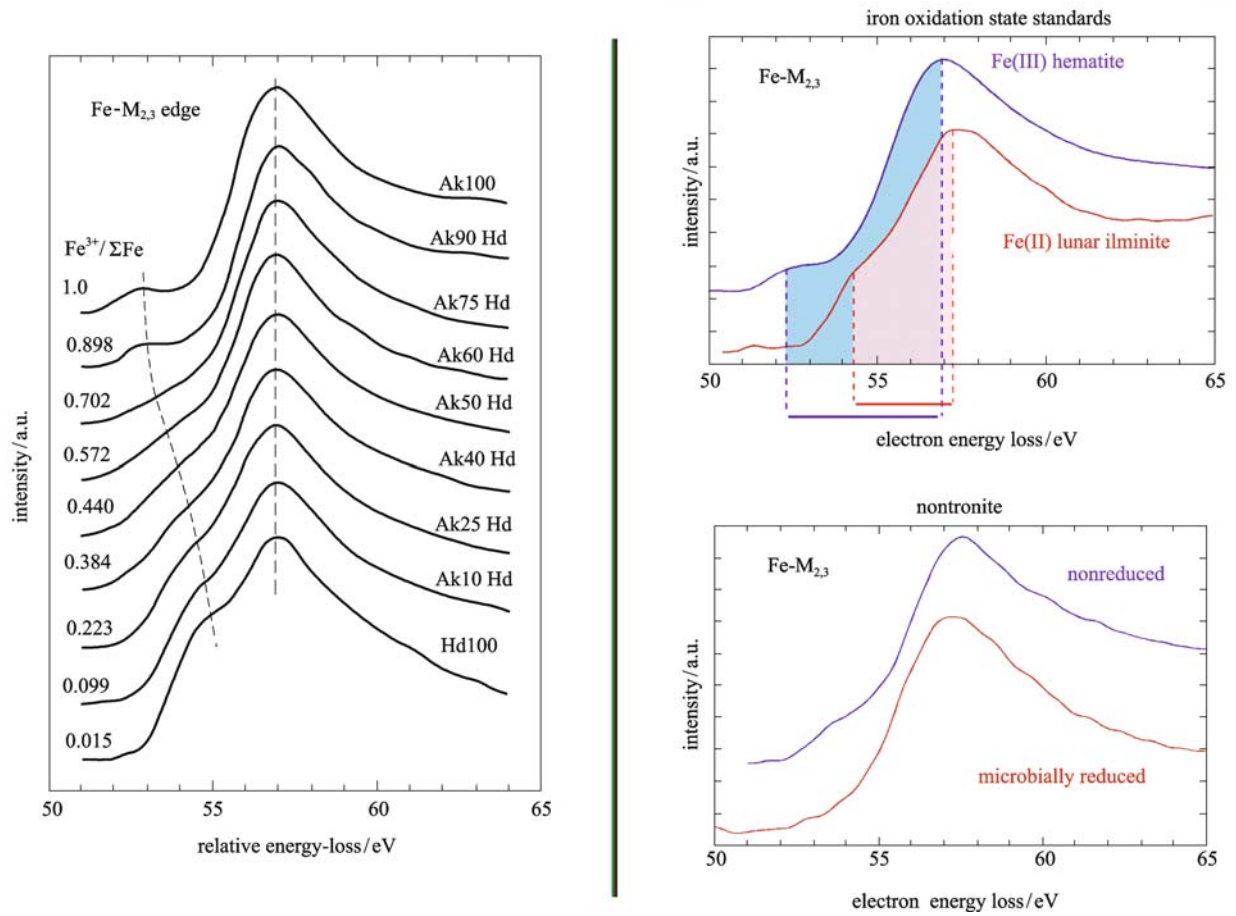 Fe-M2,3 edge
Fe3+/ΣFe
1.0
0.898
0.702
0.572
0.440
0.384
0.223
0.099
0.015
Ak100
Ak90 Hd
Ak75 Hd
Ak60 Hd
Ak50 Hd
Ak40 Hd
Ak25 Hd
Ak10 Hd
Hd100
intensity/a.u.
50 55 60 65
relative energy-loss/eV
iron oxidation state standards
Fe-M2,3
Fe(III) hematite
Fe(II) lunar ilminite
intensity/a.u.
50 55 60 65
electron energy loss/eV
nontronite
Fe-M2,3
nonreduced
microbially reduced
intensity/a.u.
50 55 60 65
electron energy loss/eV